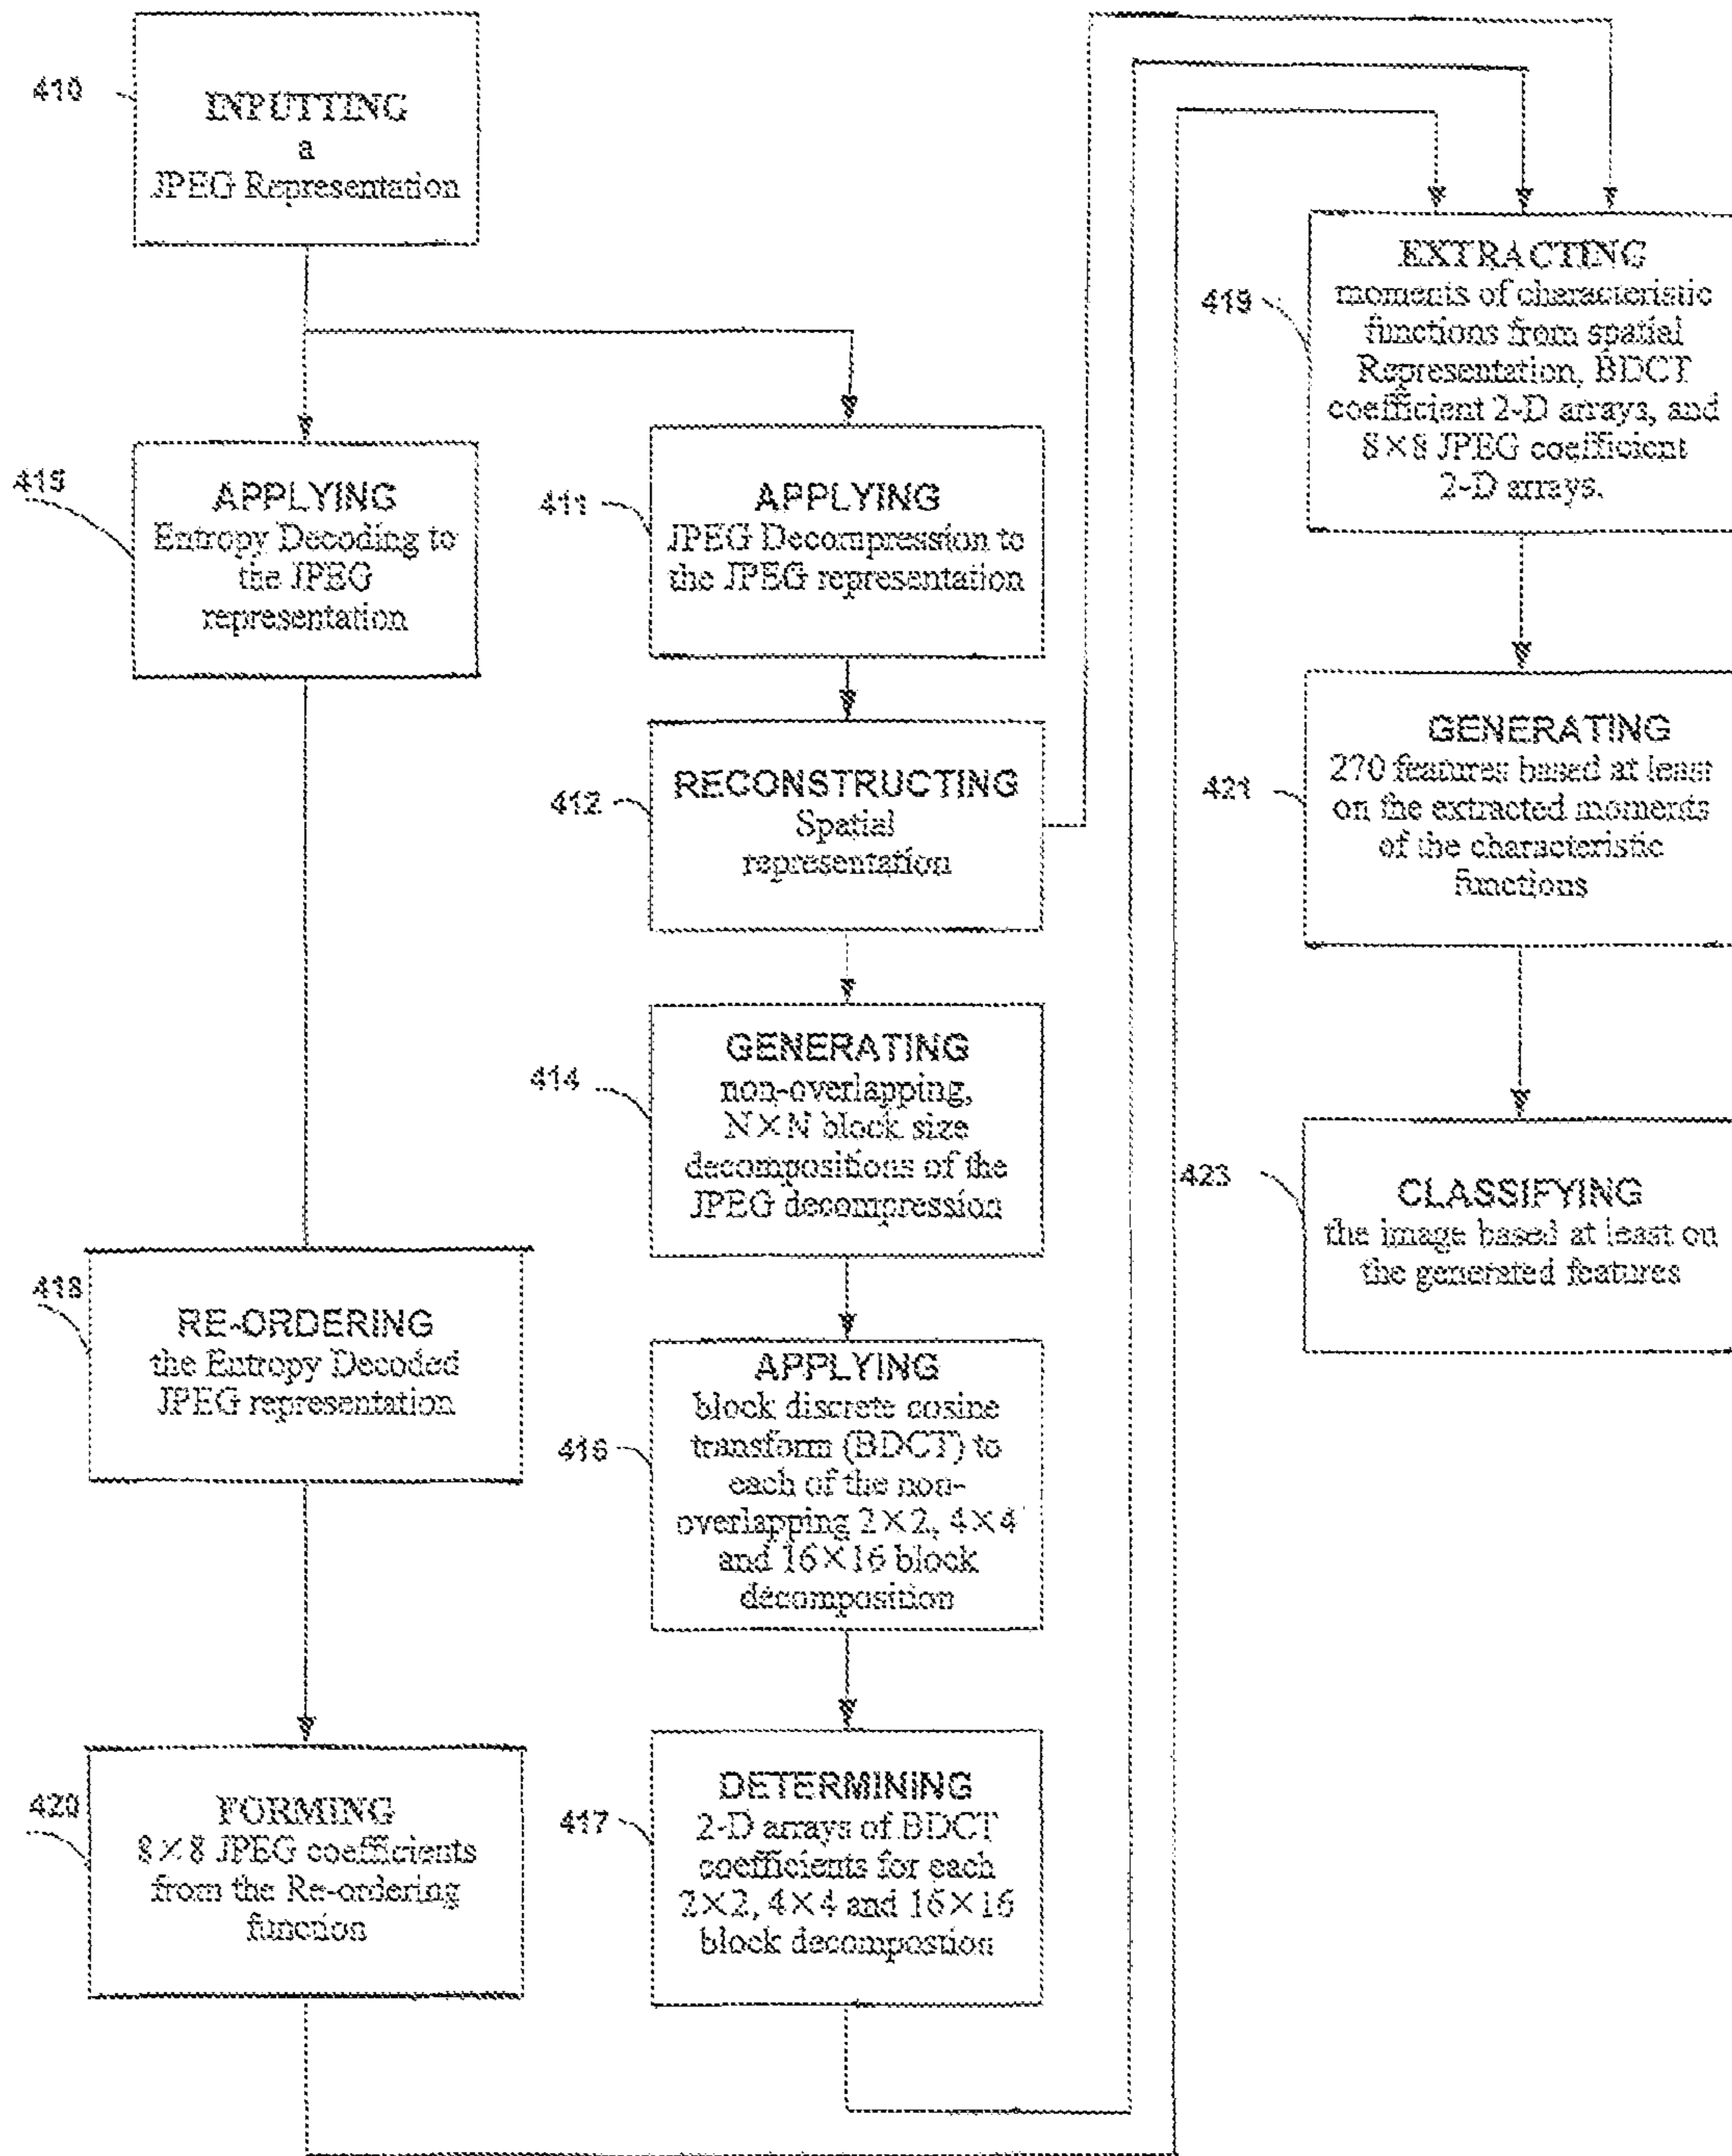 410
INPUTTING
a
JPEG Representation
415
APPLYING
Entropy Decoding to
the JPEG
representation
418
RE-ORDERING
the Entropy Decoded
JPEG representation
420
FORMING
8×8 JPEG coefficients
from the Re-ordering
function
411
APPLYING
JPEG Decompression to
the JPEG representation
412
RECONSTRUCTING
Spatial
representation
414
GENERATING
non-overlapping,
N×N block size
decompositions of the
JPEG decompression
416
APPLYING
block discrete cosine
transform (BDCT) to
each of the non-
overlapping 2×2, 4×4
and 16×16 block
decomposition
417
DETERMINING
2-D arrays of BDCT
coefficients for each
2×2, 4×4 and 16×16
block decompostion
419
EXTRACTING
moments of characteristic
functions from spatial
Representation, BDCT
coefficient 2-D arrays, and
8×8 JPEG coefficient
2-D arrays.
421
GENERATING
270 features based at least
on the extracted moments
of the characteristic
functions
423
CLASSIFYING
the image based at least on
the generated features